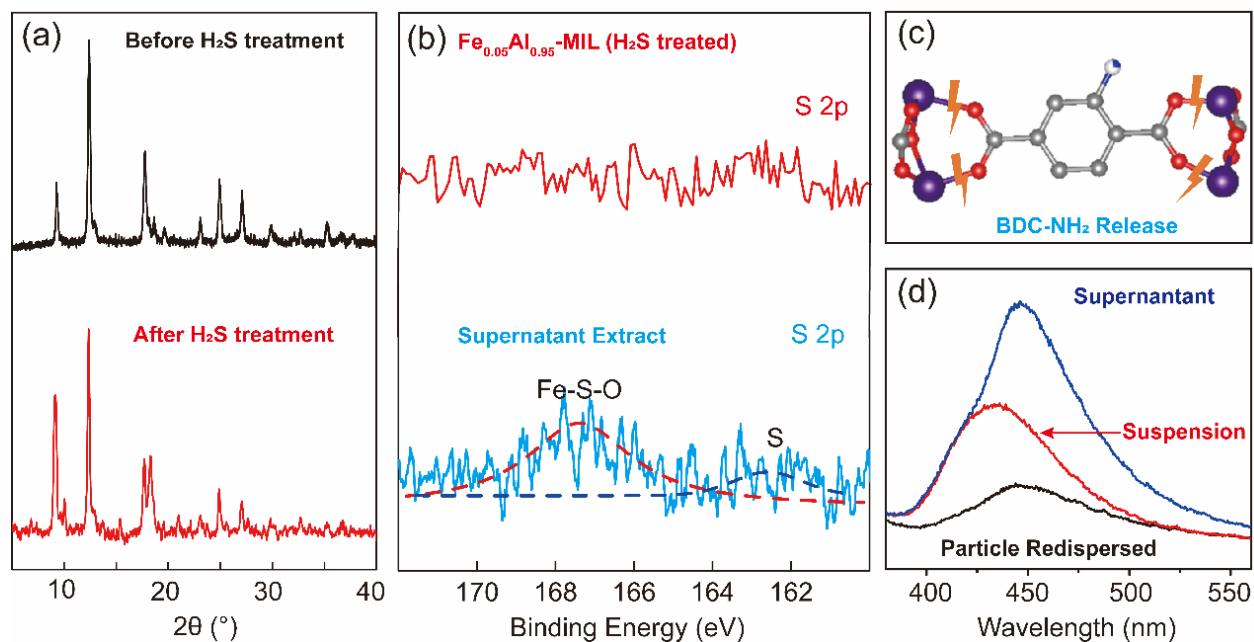 (a)
Before H₂S treatment
After H₂S treatment
10 20 30 40
2θ (°)
(b)
Fe₀.₀₅Al₀.₉₅-MIL (H₂S treated)
S 2p
Supernatant Extract
S 2p
Fe-S-O
S
170 168 166 164 162
Binding Energy (eV)
(c)
BDC-NH₂ Release
(d)
Supernantant
Suspension
Particle Redispersed
400 450 500 550
Wavelength (nm)